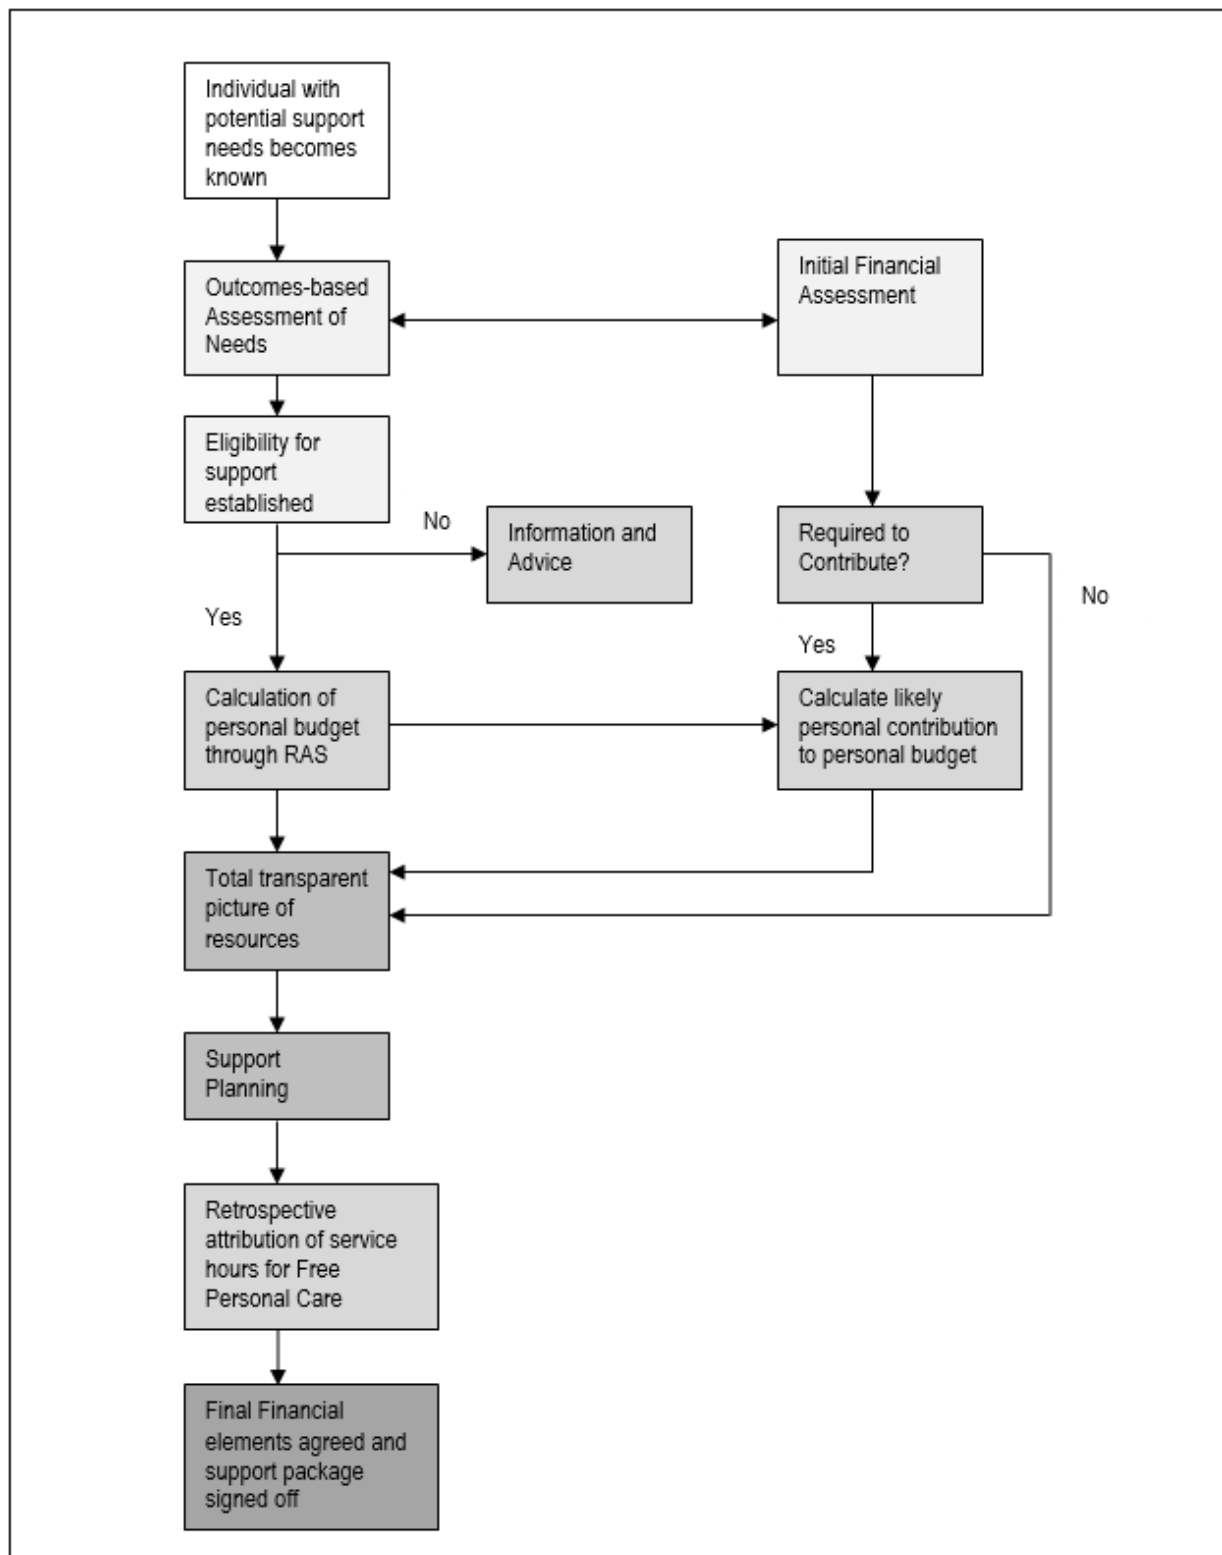 Individual with
potential support
needs becomes
known
Outcomes-based
Assessment of
Needs
Initial Financial
Assessment
Eligibility for
support
established
No
Information and
Advice
Required to
Contribute?
No
Yes
Yes
Calculation of
personal budget
through RAS
Calculate likely
personal contribution
to personal budget
Total transparent
picture of
resources
Support
Planning
Retrospective
attribution of service
hours for Free
Personal Care
Final Financial
elements agreed and
support package
signed off